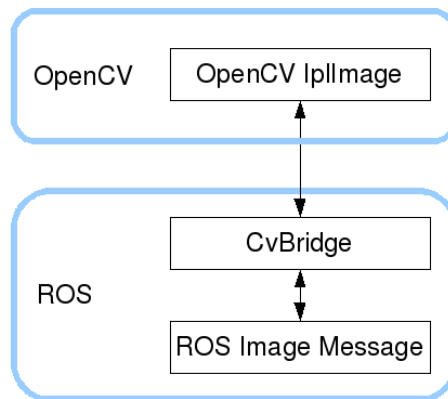 OpenCV
OpenCV IplImage
CvBridge
ROS
ROS Image Message